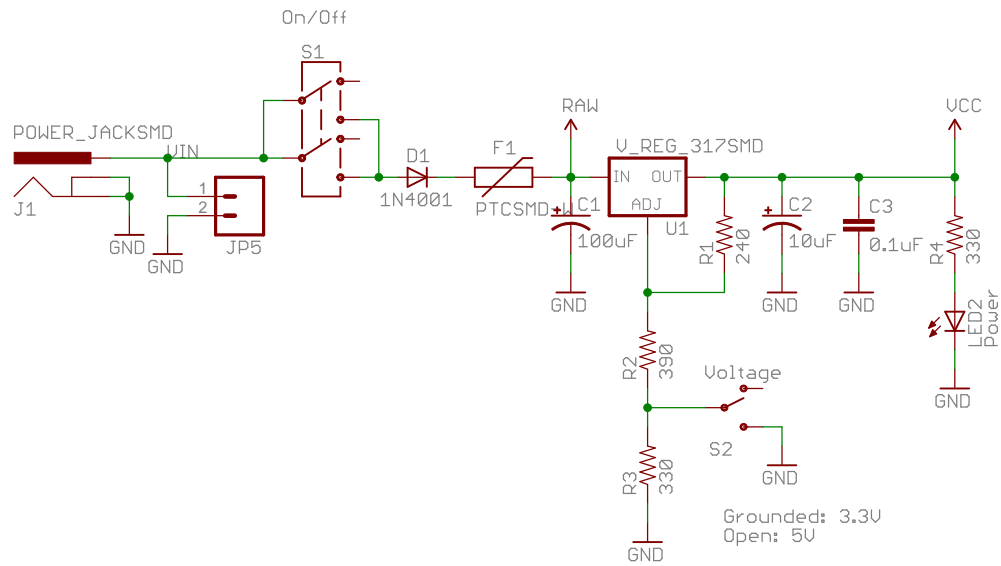 On/Off
S1
POWER_JACKSMD
VIN
J1
GND
1
2
JP5
GND
D1
1N4001
F1
PTCSMD-W
RAW
C1
100uF
GND
V_REG_317SMD
IN
OUT
ADJ
U1
R1
240
C2
10uF
GND
C3
0.1uF
GND
VCC
R4
330
LED2
Power
GND
R2
390
Voltage
S2
GND
R3
330
GND
Grounded: 3.3V
Open: 5V